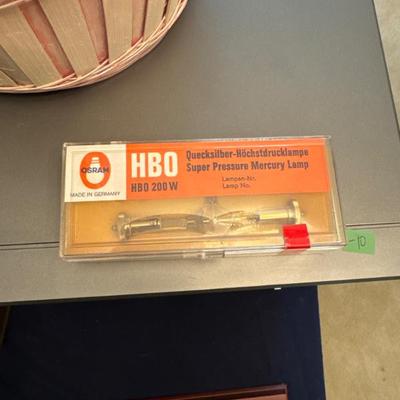 OSRAM
MADE IN GERMANY
HBO
HBO 200 W
Quecksilber-Höchstdrucklampe
Super Pressure Mercury Lamp
Lampen-Nr.
Lamp No.
-10